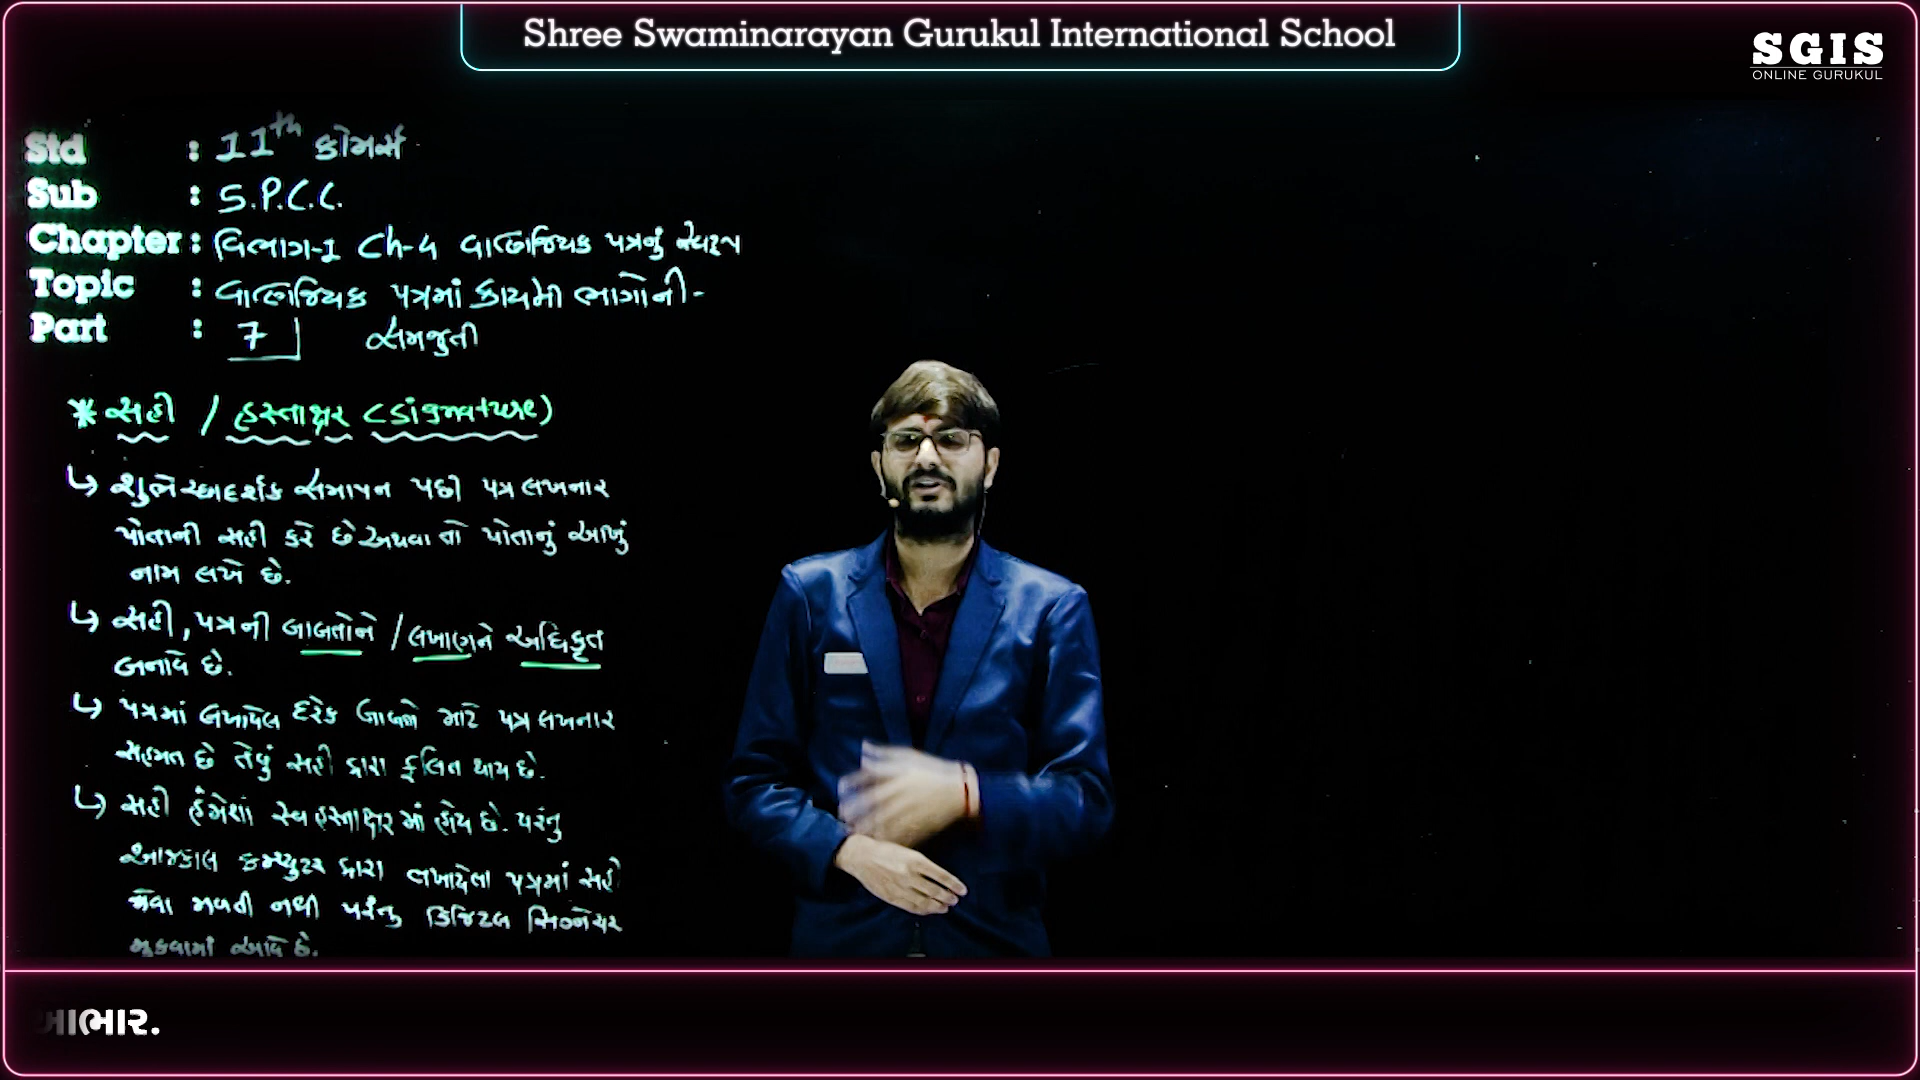 Shree Swaminarayan Gurukul International School
SGIS
ONLINE GURUKUL
Std : 11th કોમર્સ
Sub : S.P.C.C.
Chapter : વિભાગ-1 Ch-4 વાણિજ્યિક પત્રનું સ્વરૂપ
Topic : વાણિજ્યિક પત્રમાં કાયમી ભાગોની-
Part : 7 સમજુતી
* સહી / હસ્તાક્ષર (Signature)
↳ શુભેચ્છાદર્શક સમાપન પછી પત્ર લખનાર
પોતાની સહી કરે છે અથવા તો પોતાનું આખું
નામ લખે છે.
↳ સહી, પત્રની બાબતોને / લખાણને અધિકૃત
બનાવે છે.
↳ પત્રમાં લખાયેલ દરેક બાબત માટે પત્ર લખનાર
સહમત છે તેવું સહી દ્વારા ફલિત થાય છે.
↳ સહી હંમેશાં સ્વહસ્તાક્ષરમાં હોય છે. પરંતુ
આજકાલ કમ્પ્યુટર દ્વારા લખાયેલા પત્રમાં સહી
જોવા મળતી નથી પરંતુ ડિજિટલ સિગ્નેચર
મૂકવામાં આવે છે.
આભાર.